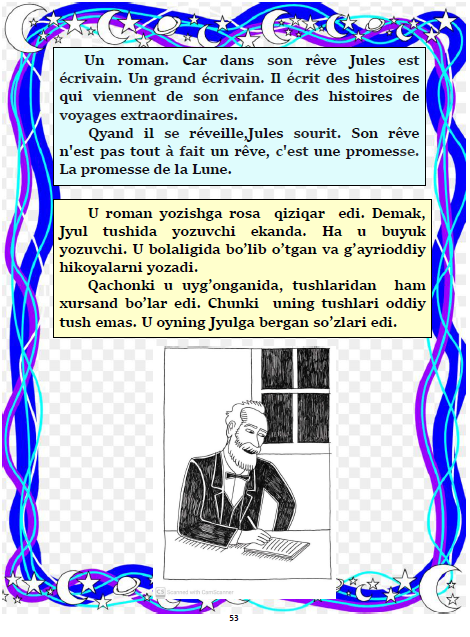 Un roman. Car dans son rêve Jules est
écrivain. Un grand écrivain. Il écrit des histoires
qui viennent de son enfance des histoires de
voyages extraordinaires.
Qyand il se réveille,Jules sourit. Son rêve
n'est pas tout à fait un rêve, c'est une promesse.
La promesse de la Lune.
U roman yozishga rosa qiziqar edi. Demak,
Jyul tushida yozuvchi ekanda. Ha u buyuk
yozuvchi. U bolaligida bo'lib o'tgan va g'ayrioddiy
hikoyalarni yozadi.
Qachonki u uyg'onganida, tushlaridan ham
xursand bo'lar edi. Chunki uning tushlari oddiy
tush emas. U oyning Jyulga bergan so'zlari edi.
CS Scanned with CamScanner
53